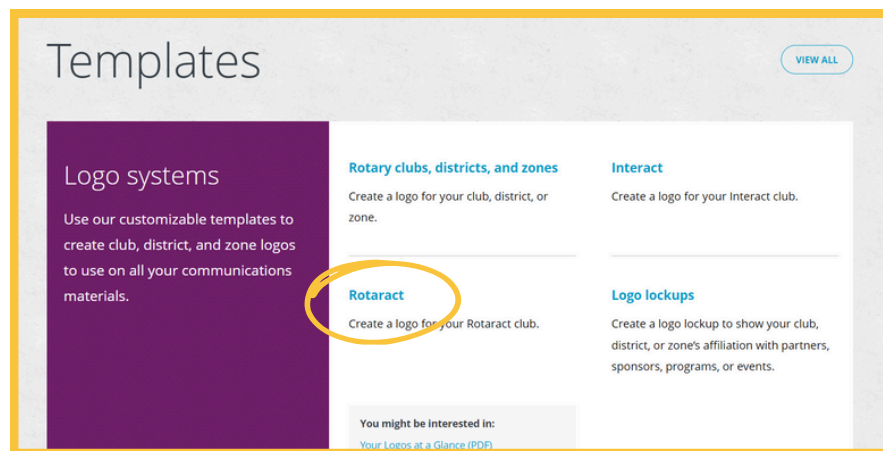 Templates
VIEW ALL
Logo systems
Use our customizable templates to
create club, district, and zone logos
to use on all your communications
materials.
Rotary clubs, districts, and zones
Create a logo for your club, district, or
zone.
Interact
Create a logo for your Interact club.
Rotaract
Create a logo for your Rotaract club.
Logo lockups
Create a logo lockup to show your club,
district, or zone's affiliation with partners,
sponsors, programs, or events.
You might be interested in:
Your Logos at a Glance (PDF)